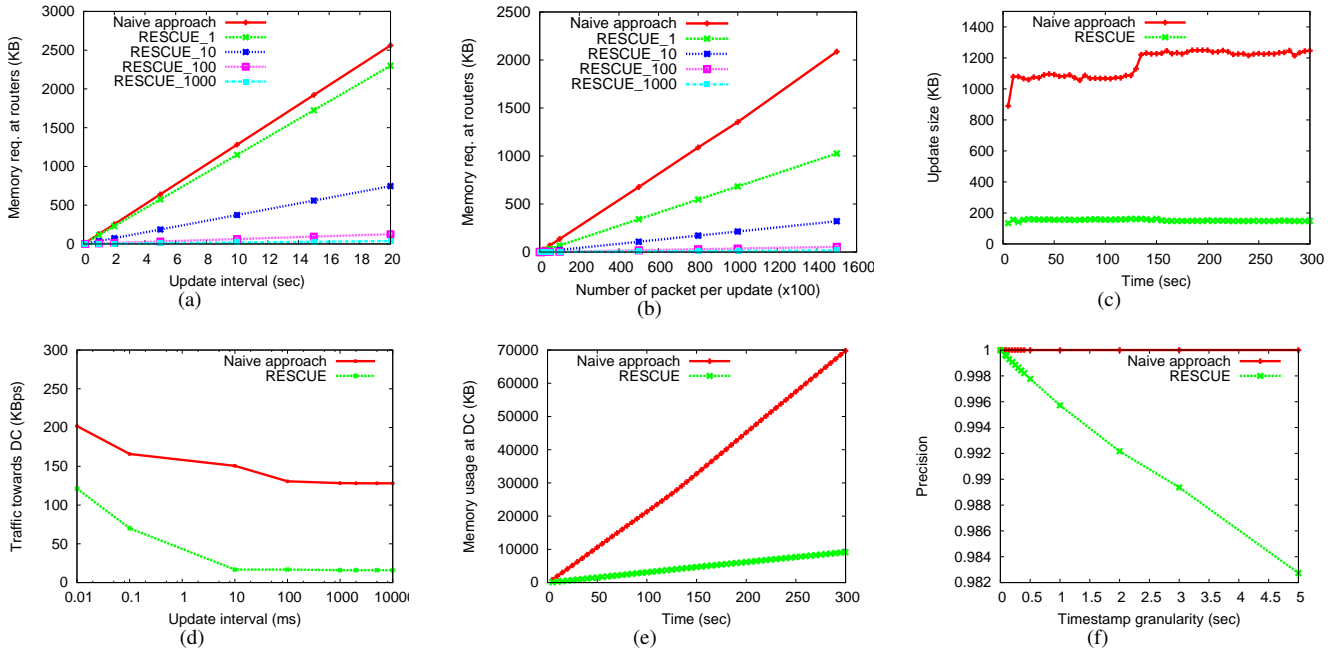 Naive approach
RESCUE_1
RESCUE_10
RESCUE_100
RESCUE_1000
3000
2500
2000
1500
1000
500
0
0 2 4 6 8 10 12 14 16 18 20
Memory req. at routers (KB)
Update interval (sec)
(a)
Naive approach
RESCUE_1
RESCUE_10
RESCUE_100
RESCUE_1000
2500
2000
1500
1000
500
0
0 200 400 600 800 1000 1200 1400 1600
Memory req. at routers (KB)
Number of packet per update (x100)
(b)
Naive approach
RESCUE
1400
1200
1000
800
600
400
200
0
0 50 100 150 200 250 300
Update size (KB)
Time (sec)
(c)
Naive approach
RESCUE
300
250
200
150
100
50
0
0.01 0.1 1 10 100 1000 10000
Traffic towards DC (KBps)
Update interval (ms)
(d)
Naive approach
RESCUE
70000
60000
50000
40000
30000
20000
10000
0
0 50 100 150 200 250 300
Memory usage at DC (KB)
Time (sec)
(e)
Naive approach
RESCUE
1
0.998
0.996
0.994
0.992
0.99
0.988
0.986
0.984
0.982
0 0.5 1 1.5 2 2.5 3 3.5 4 4.5 5
Precision
Timestamp granularity (sec)
(f)